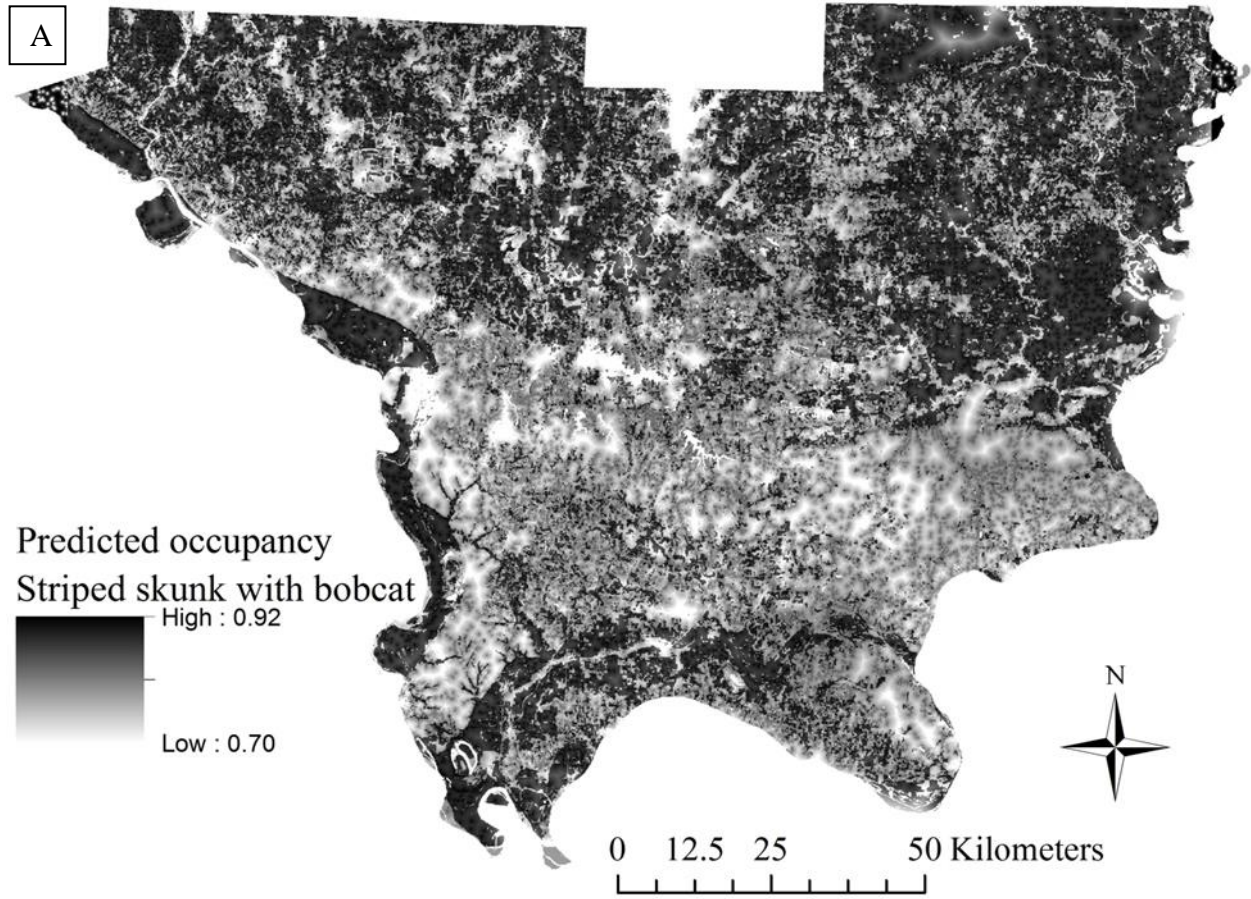 A
Predicted occupancy
Striped skunk with bobcat
High : 0.92
Low : 0.70
N
0 12.5 25 50 Kilometers